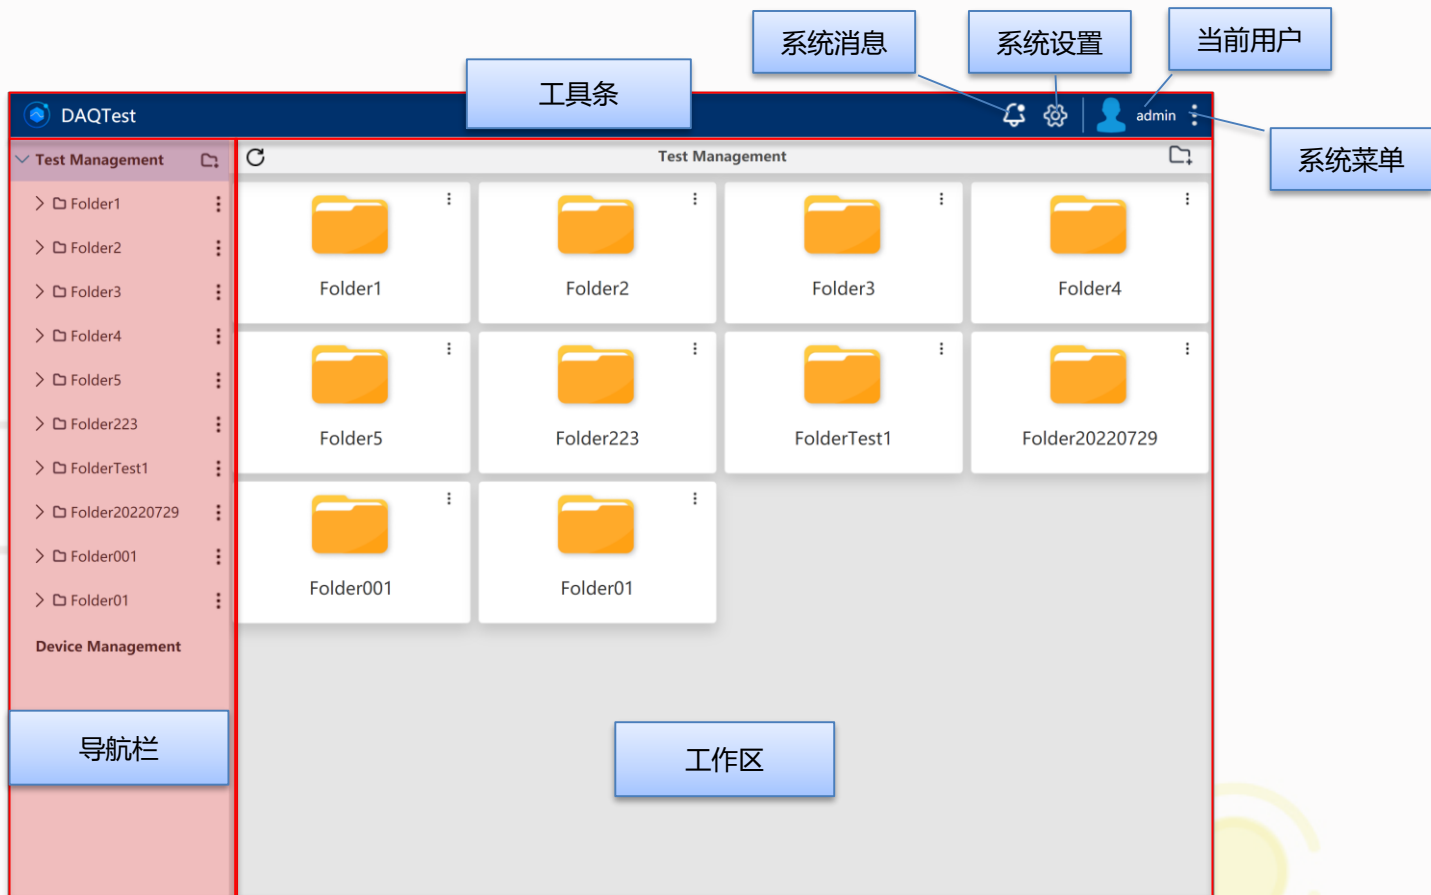 系统消息
系统设置
当前用户
工具条
DAQTest
admin
系统菜单
Test Management
Folder1
Folder2
Folder3
Folder4
Folder5
Folder223
FolderTest1
Folder20220729
Folder001
Folder01
Device Management
导航栏
Test Management
Folder1
Folder2
Folder3
Folder4
Folder5
Folder223
FolderTest1
Folder20220729
Folder001
Folder01
工作区